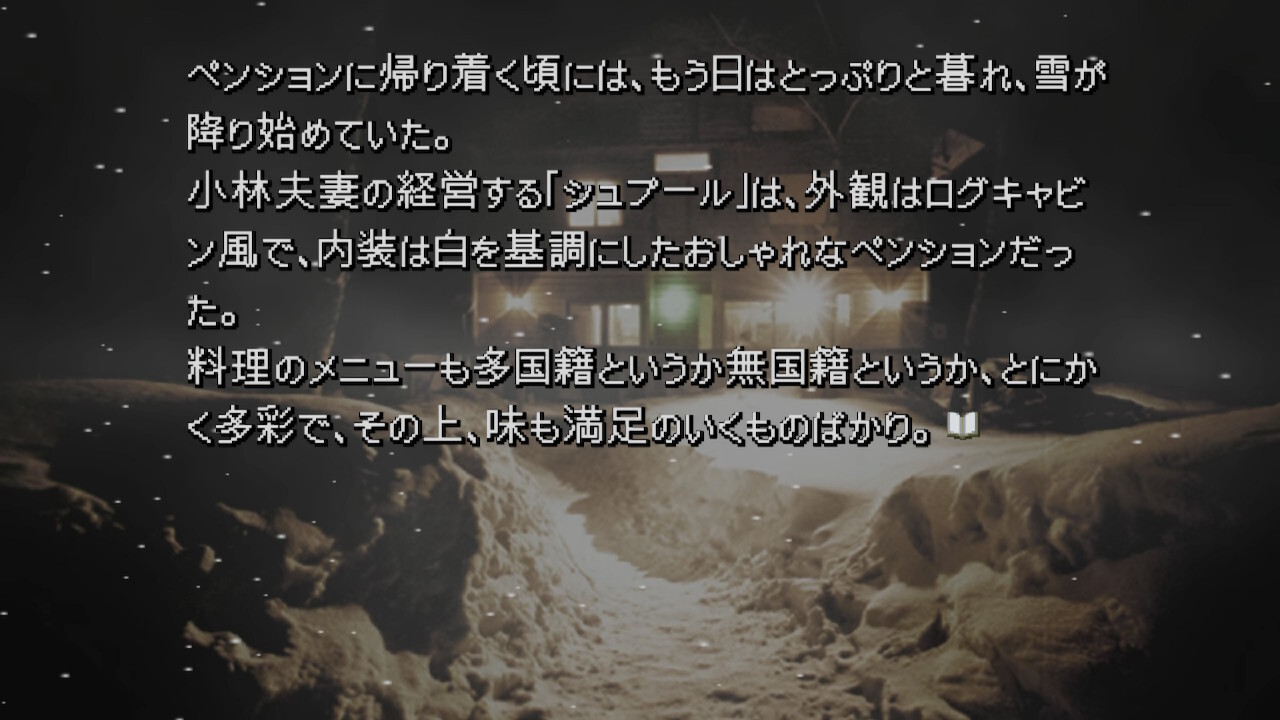 ペンションに帰り着く頃には、もう日はとっぷりと暮れ、雪が
降り始めていた。
小林夫妻の経営する「シュプール」は、外観はログキャビ
ン風で、内装は白を基調にしたおしゃれなペンションだっ
た。
料理のメニューも多国籍というか無国籍というか、とにか
く多彩で、その上、味も満足のいくものばかり。